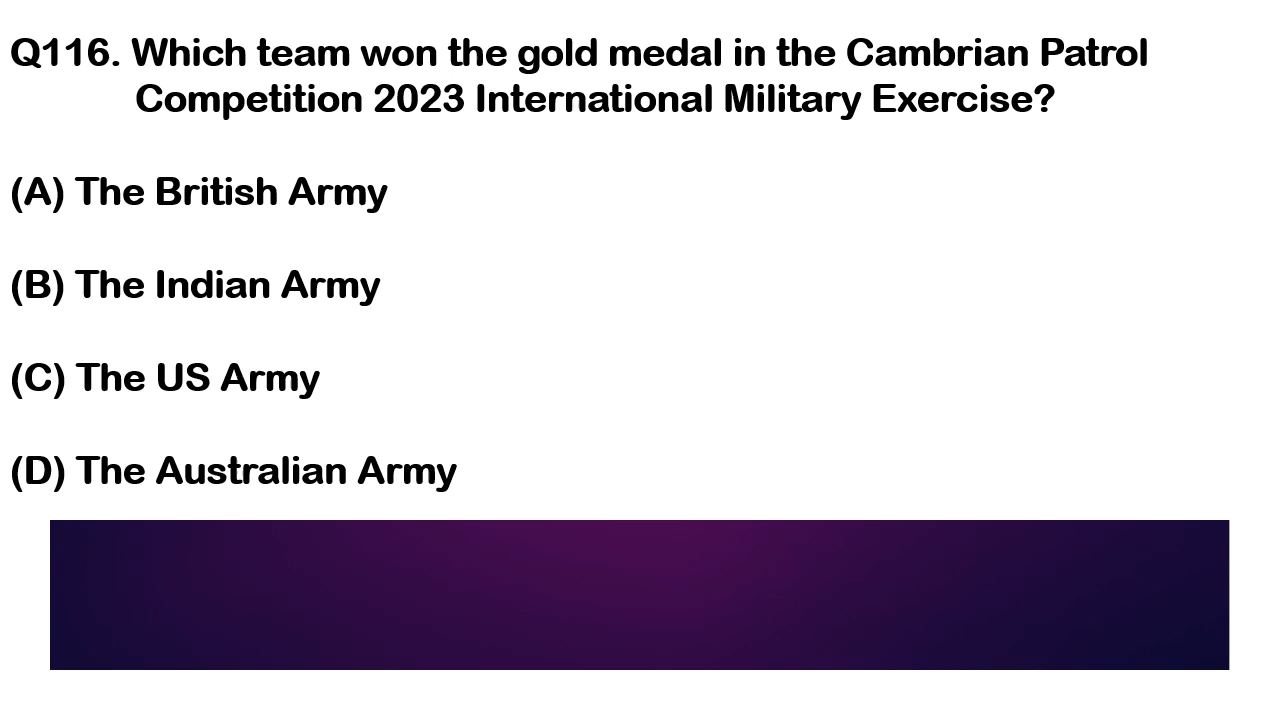 Q116. Which team won the gold medal in the Cambrian Patrol
Competition 2023 International Military Exercise?
(A) The British Army
(B) The Indian Army
(C) The US Army
(D) The Australian Army